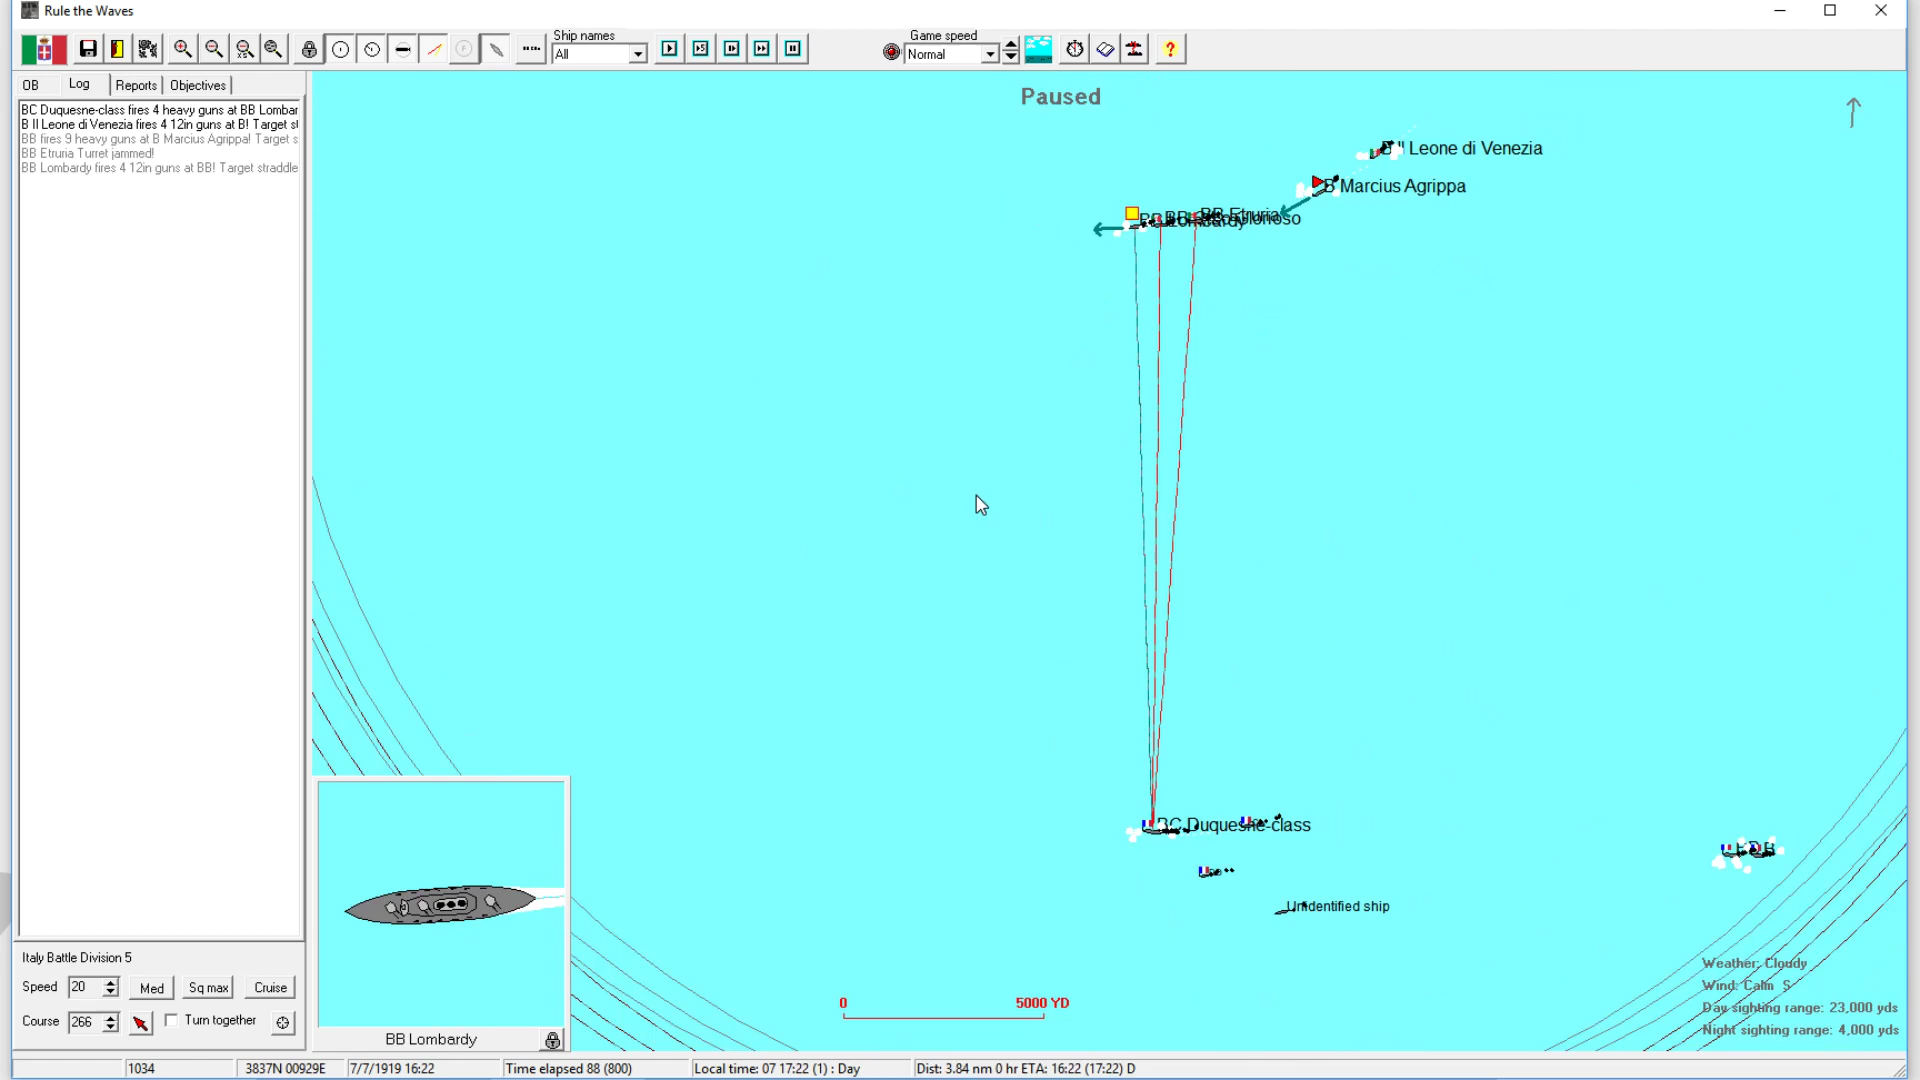 Rule the Waves
Ship names
All
Game speed
Normal
OB
Log
Reports
Objectives
BC Duquesne-class fires 4 heavy guns at BB Lombar
B Il Leone di Venezia fires 4 12in guns at B! Target st
BB fires 9 heavy guns at B Marcius Agrippa! Target s
BB Etruria Turret jammed!
BB Lombardy fires 4 12in guns at BB! Target straddle
Paused
Leone di Venezia
B Marcius Agrippa
BB Etruria
BC Duquesne-class
Unidentified ship
Weather: Cloudy
Wind: Calm S
Day sighting range: 23,000 yds
Night sighting range: 4,000 yds
0
5000 YD
Italy Battle Division 5
Speed 20 Med Sq max Cruise
Course 266 Turn together
BB Lombardy
1034
3837N 00929E
7/7/1919 16:22
Time elapsed 88 (800)
Local time: 07 17:22 (1) : Day
Dist: 3.84 nm 0 hr ETA: 16:22 (17:22) D